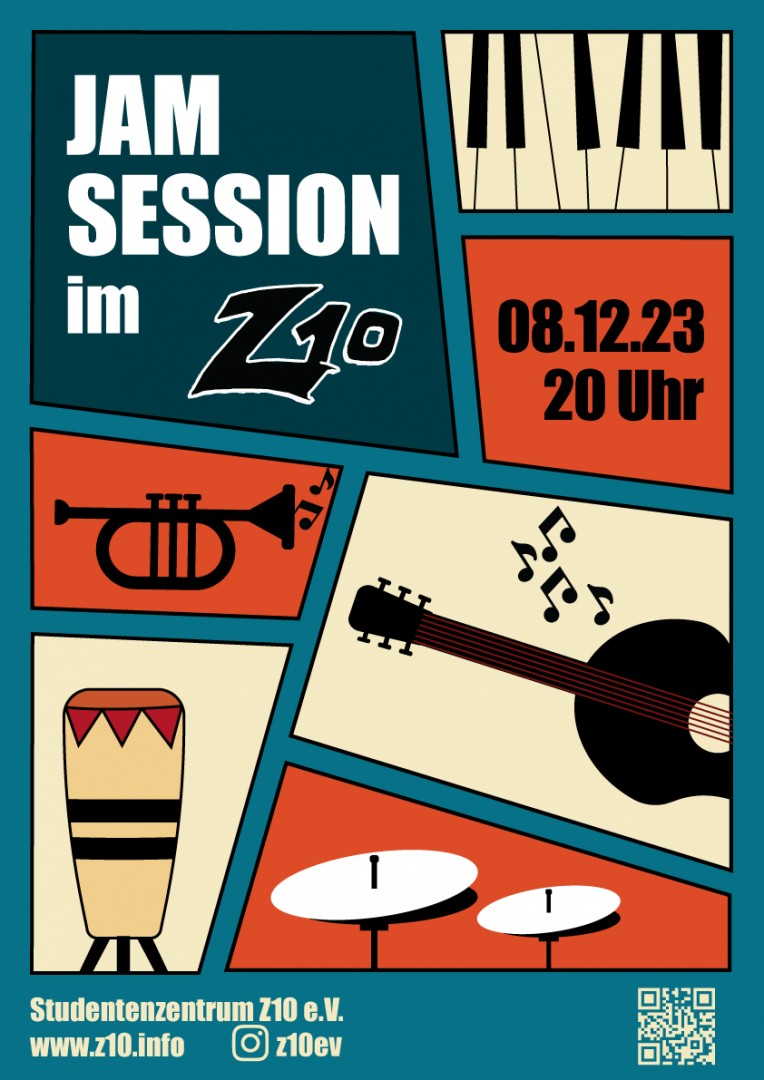 JAM
SESSION
im Z10
08.12.23
20 Uhr
Studentenzentrum Z10 e.V.
www.z10.info z10ev